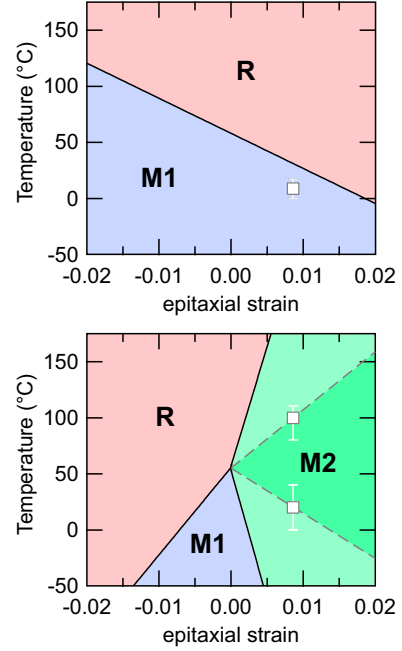 Temperature (°C)
150
100
50
0
-50
R
M1
-0.02
-0.01
0.00
0.01
0.02
epitaxial strain
Temperature (°C)
150
100
50
0
-50
R
M2
M1
-0.02
-0.01
0.00
0.01
0.02
epitaxial strain